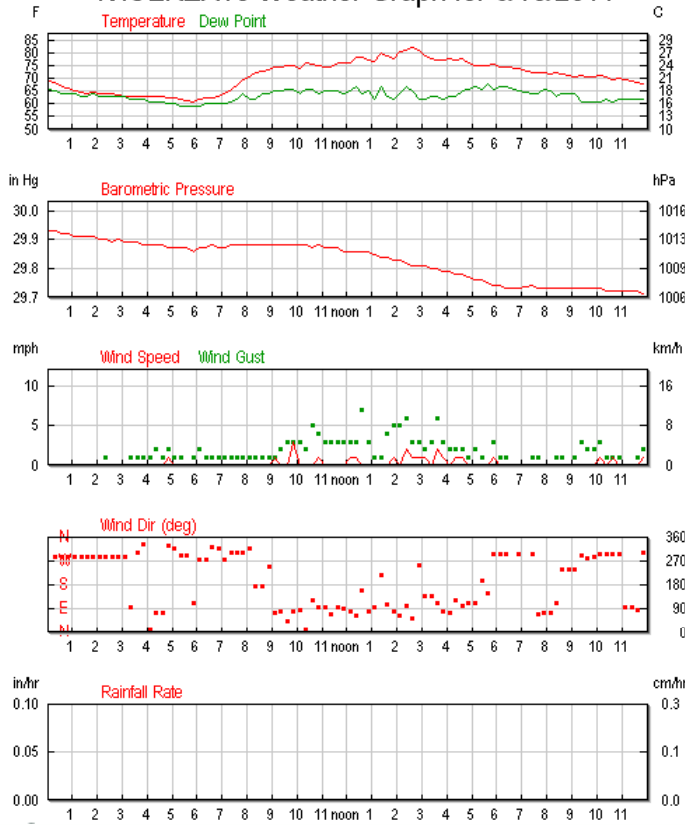 Weather Graph for
F Temperature Dew Point C
85 29
80 27
75 24
70 21
65 18
60 16
55 13
50 10
1 2 3 4 5 6 7 8 9 10 11 noon 1 2 3 4 5 6 7 8 9 10 11
in Hg Barometric Pressure hPa
30.0 1016
29.9 1013
29.8 1009
29.7 1006
1 2 3 4 5 6 7 8 9 10 11 noon 1 2 3 4 5 6 7 8 9 10 11
mph Wind Speed Wind Gust km/h
10 16
5 8
0 0
1 2 3 4 5 6 7 8 9 10 11 noon 1 2 3 4 5 6 7 8 9 10 11
Wind Dir (deg)
N 360
W 270
S 180
E 90
N 0
1 2 3 4 5 6 7 8 9 10 11 noon 1 2 3 4 5 6 7 8 9 10 11
in/hr Rainfall Rate cm/hr
0.10 0.3
0.05 0.1
0.00 0.0
1 2 3 4 5 6 7 8 9 10 11 noon 1 2 3 4 5 6 7 8 9 10 11